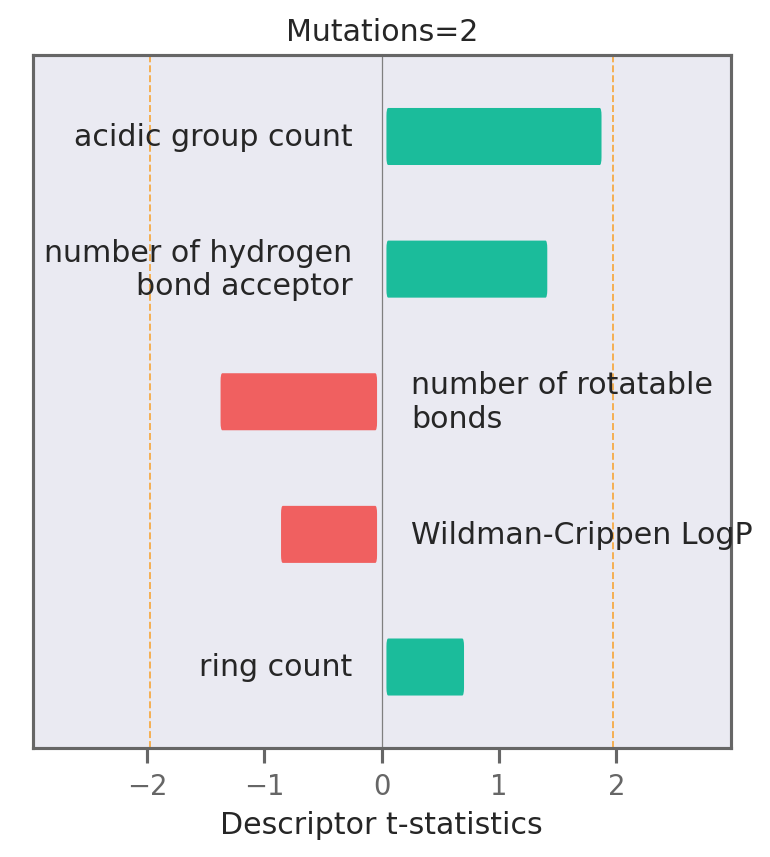 Mutations=2
acidic group count
number of hydrogen
bond acceptor
number of rotatable
bonds
Wildman-Crippen LogP
ring count
−2 −1 0 1 2
Descriptor t-statistics